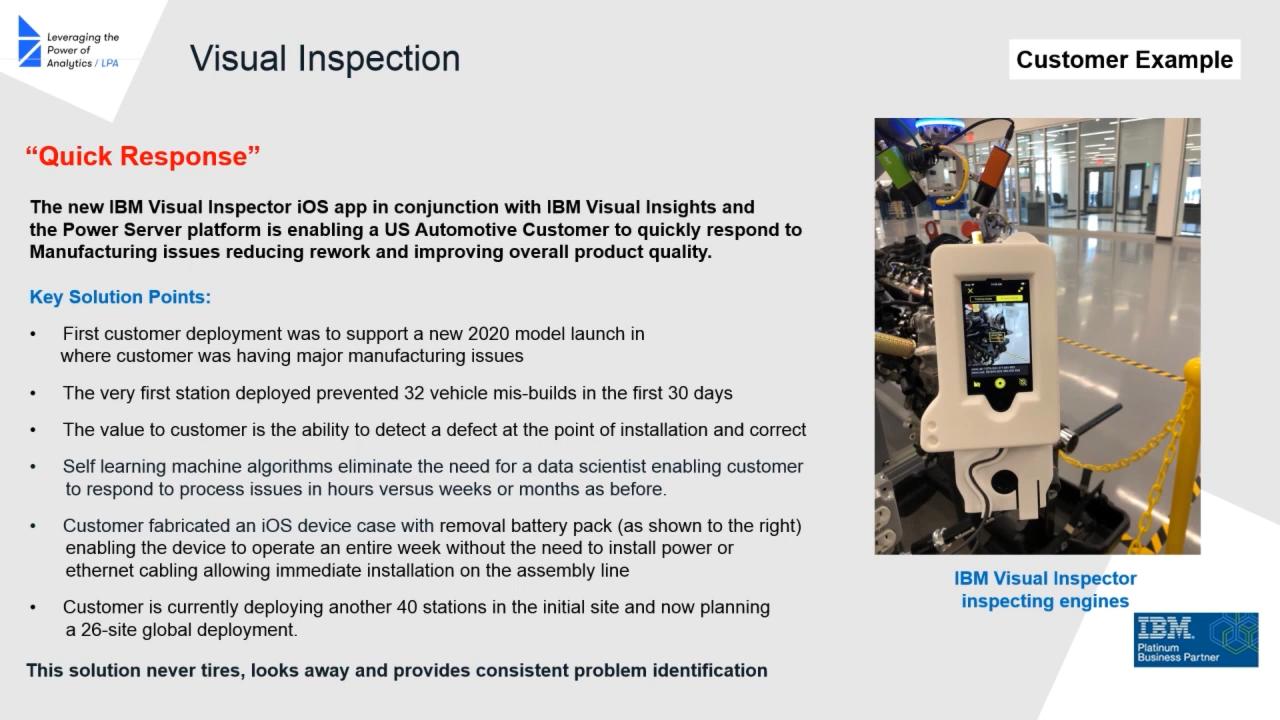 Leveraging the
Power of
Analytics / LPA
Visual Inspection
Customer Example
“Quick Response”
The new IBM Visual Inspector iOS app in conjunction with IBM Visual Insights and
the Power Server platform is enabling a US Automotive Customer to quickly respond to
Manufacturing issues reducing rework and improving overall product quality.
Key Solution Points:
• First customer deployment was to support a new 2020 model launch in
where customer was having major manufacturing issues
• The very first station deployed prevented 32 vehicle mis-builds in the first 30 days
• The value to customer is the ability to detect a defect at the point of installation and correct
• Self learning machine algorithms eliminate the need for a data scientist enabling customer
to respond to process issues in hours versus weeks or months as before.
• Customer fabricated an iOS device case with removal battery pack (as shown to the right)
enabling the device to operate an entire week without the need to install power or
ethernet cabling allowing immediate installation on the assembly line
• Customer is currently deploying another 40 stations in the initial site and now planning
a 26-site global deployment.
This solution never tires, looks away and provides consistent problem identification
IBM Visual Inspector
inspecting engines
IBM
Platinum
Business Partner